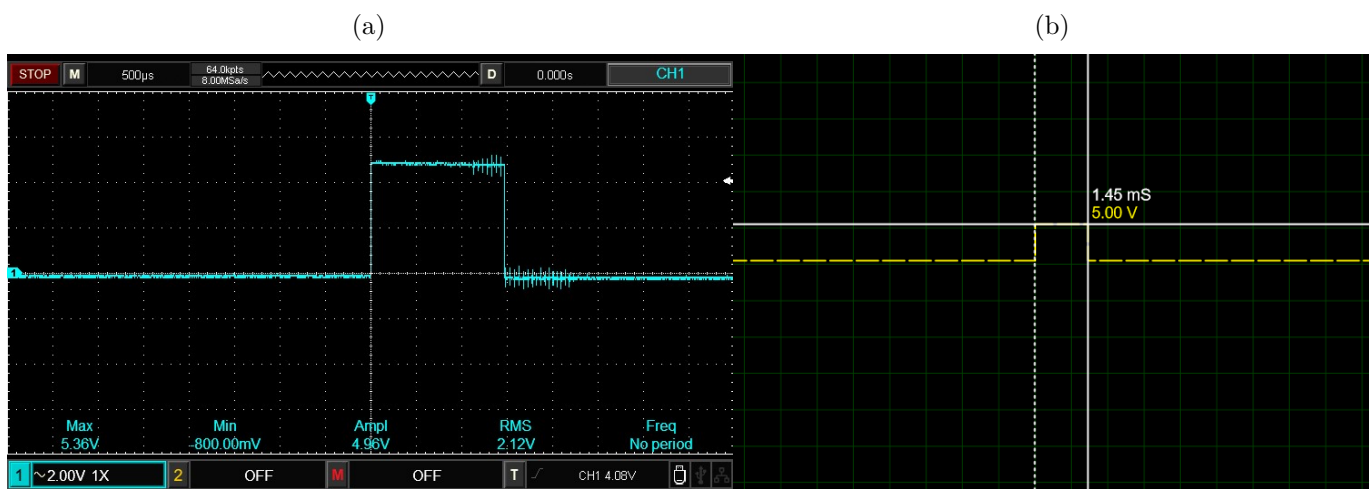 (a)
(b)
STOP M 500μs 64.0kpts 8.00MSa/s D 0.000s CH1
T
1
1.45 mS
5.00 V
Max Min Ampl RMS Freq
5.36V -800.00mV 4.96V 2.12V No period
1 ~2.00V 1X 2 OFF M OFF T CH1 4.08V